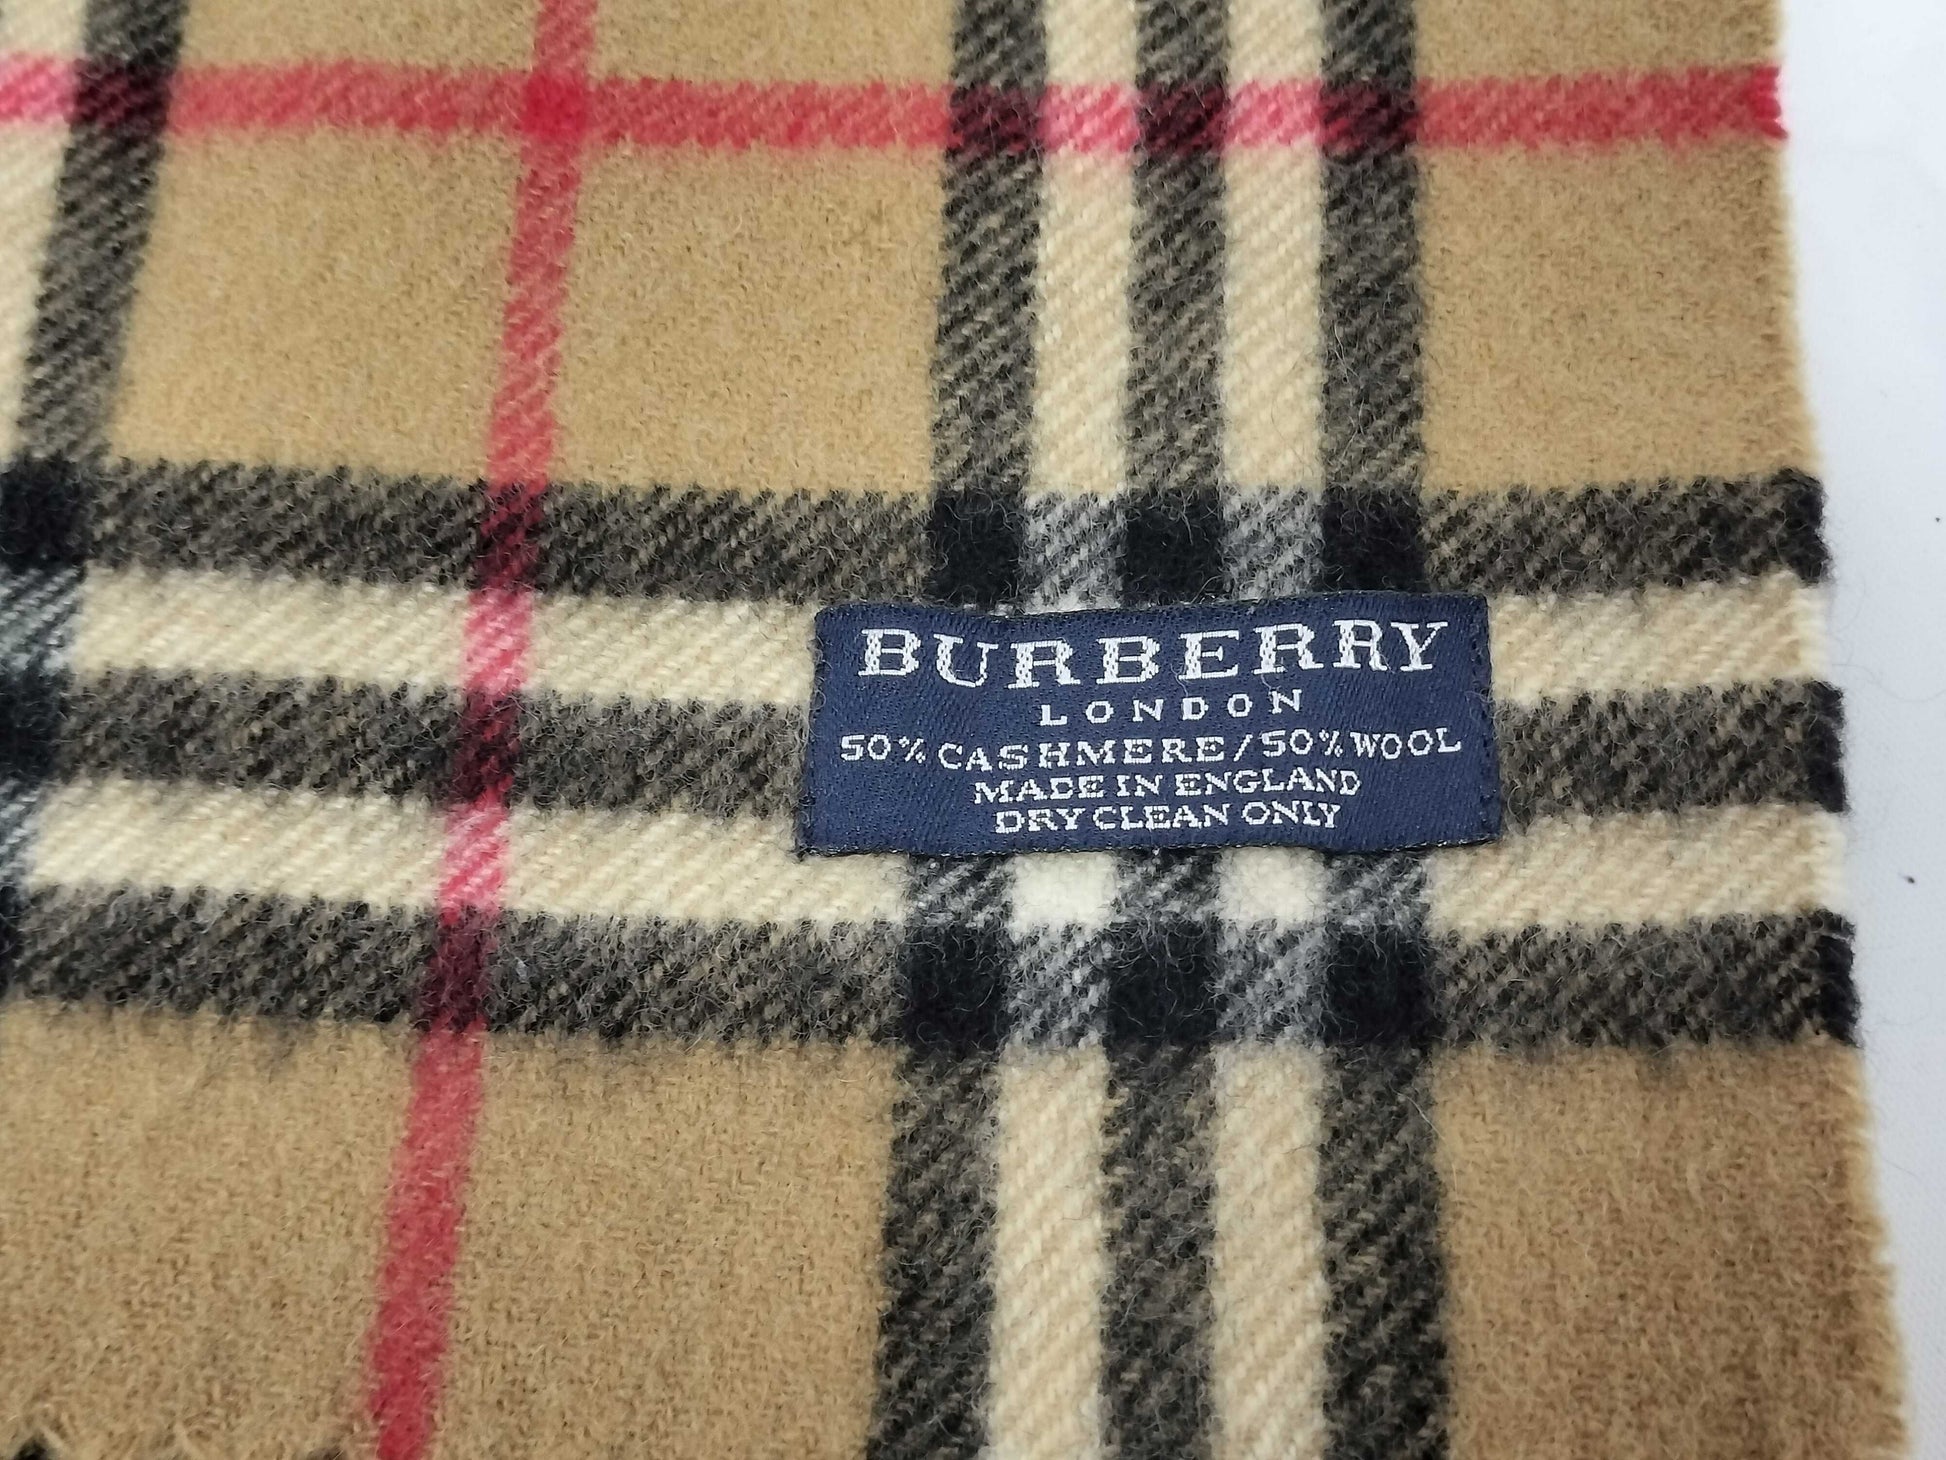 BURBERRY
LONDON
50% CASHMERE/50% WOOL
MADE IN ENGLAND
DRY CLEAN ONLY